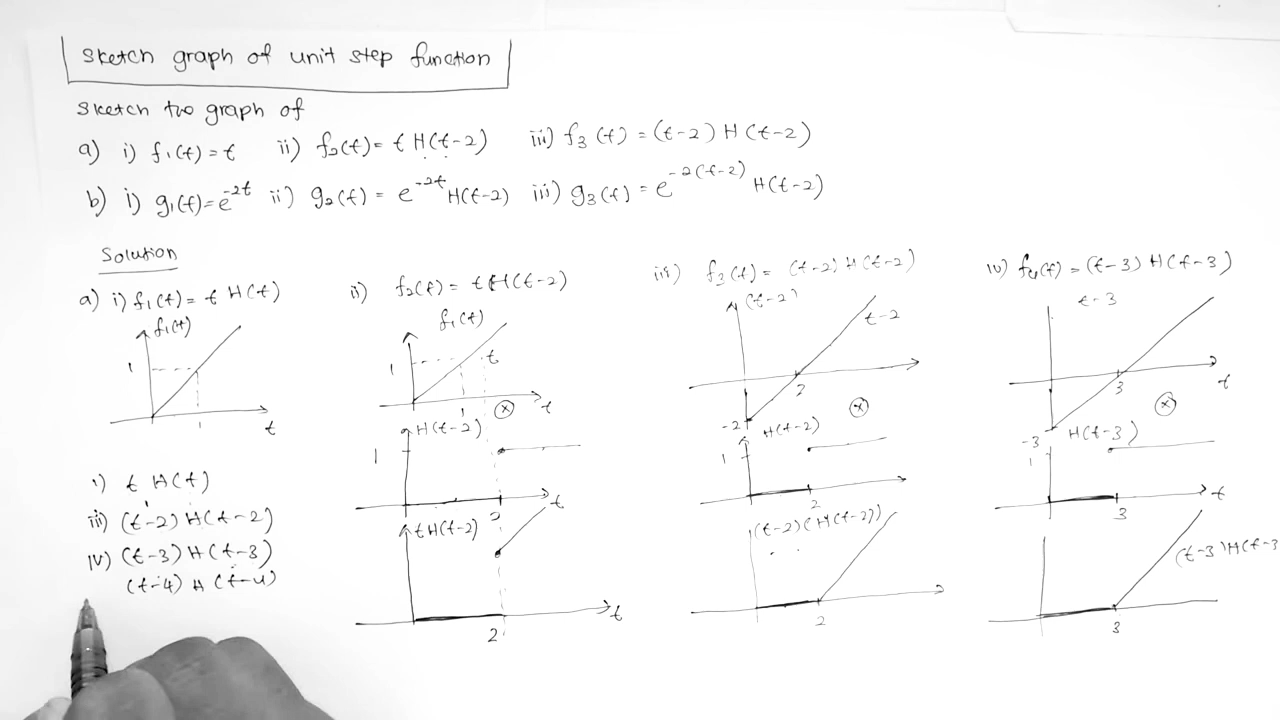 Sketch graph of unit step function
Sketch the graph of
a) i) f₁(t)=t ii) f₂(t)= t H(t-2) iii) f₃(t) = (t-2) H(t-2)
b) i) g₁(t)=e^-2t ii) g₂(t) = e^-2t H(t-2) iii) g₃(t) = e^-2(t-2) H(t-2)
Solution
a) i) f₁(t)= t H(t)
f₁(t)
1
1
t
ii) f₂(t)= t H(t-2)
f₁(t)
t
1
1
t
H(t-2)
1
2
t
t H(t-2)
2
t
iii) f₃(t)= (t-2) H(t-2)
(t-2)
t-2
2
-2
H(t-2)
1
2
(t-2)(H(t-2))
2
iv) f₄(t) = (t-3) H(t-3)
t-3
3
t
-3
H(t-3)
1
3
t
(t-3)H(t-3
3
i) t H(t)
iii) (t-2) H(t-2)
iv) (t-3) H(t-3)
(t-4) H(t-4)